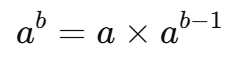 a^b = a × a^{b−1}